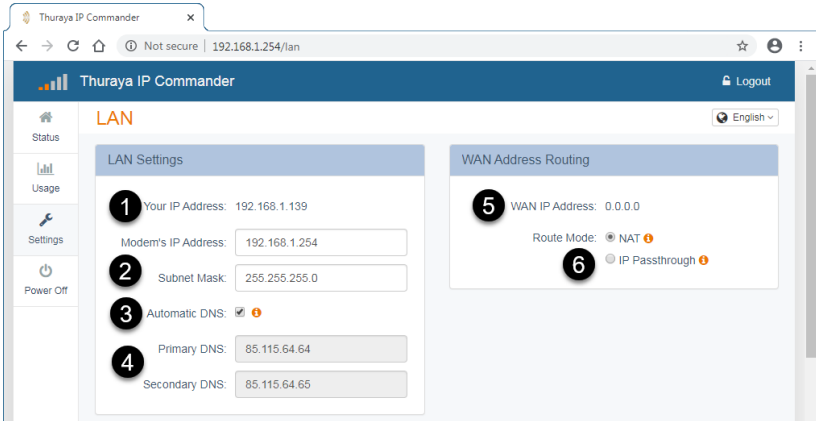 Thuraya IP Commander
Not secure | 192.168.1.254/lan
Thuraya IP Commander
Logout
Status
Usage
Settings
Power Off
LAN
English
LAN Settings
1 Your IP Address: 192.168.1.139
Modem's IP Address: 192.168.1.254
2 Subnet Mask: 255.255.255.0
3 Automatic DNS:
4
Primary DNS: 85.115.64.64
Secondary DNS: 85.115.64.65
WAN Address Routing
5 WAN IP Address: 0.0.0.0
Route Mode: NAT
6 IP Passthrough